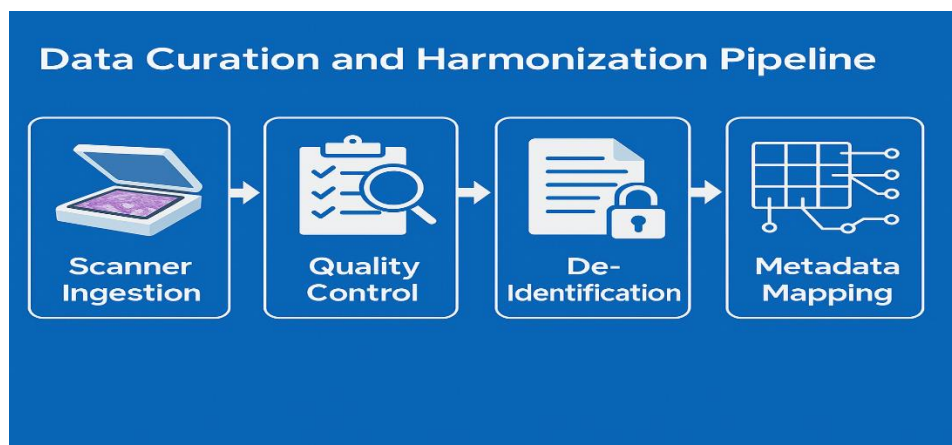 Data Curation and Harmonization Pipeline
Scanner
Ingestion
Quality
Control
De-
Identification
Metadata
Mapping